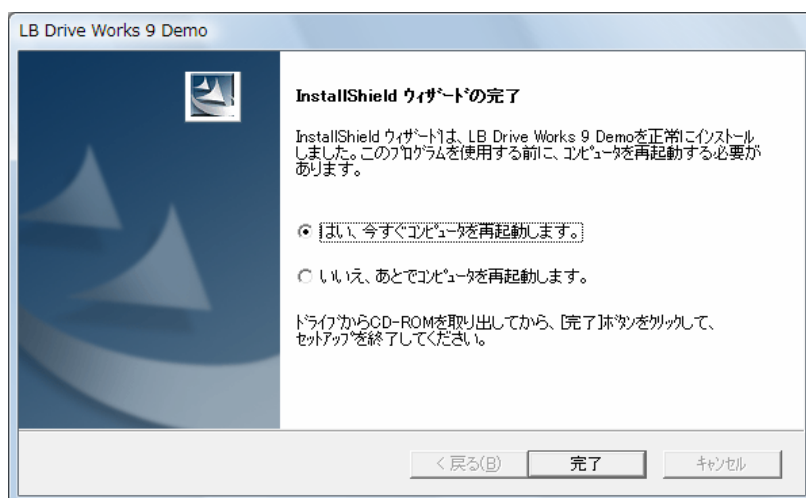 LB Drive Works 9 Demo
InstallShield ウィザードの完了
InstallShield ウィザードは、LB Drive Works 9 Demoを正常にインストール
しました。このプログラムを使用する前に、コンピュータを再起動する必要が
あります。
はい、今すぐコンピュータを再起動します。
いいえ、あとでコンピュータを再起動します。
ドライブからCD-ROMを取り出してから、[完了]ボタンをクリックして、
セットアップを終了してください。
< 戻る(B)
完了
キャンセル